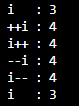 i   : 3
++i : 4
i++ : 4
--i : 4
i-- : 4
i   : 3